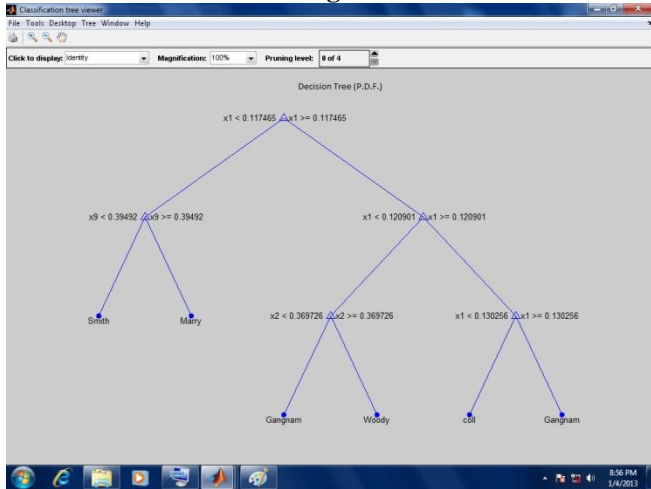 Classification tree viewer
File Tools Desktop Tree Window Help
Click to display: Identity Magnification: 100% Pruning level: 0 of 4
Decision Tree (P.D.F.)
x1 < 0.117465 x1 >= 0.117465
x9 < 0.39492 x9 >= 0.39492 x1 < 0.120901 x1 >= 0.120901
Smith Marry x2 < 0.369726 x2 >= 0.369726 x1 < 0.130256 x1 >= 0.130256
Gangnam Woody coil Gangnam
8:56 PM
1/4/2013